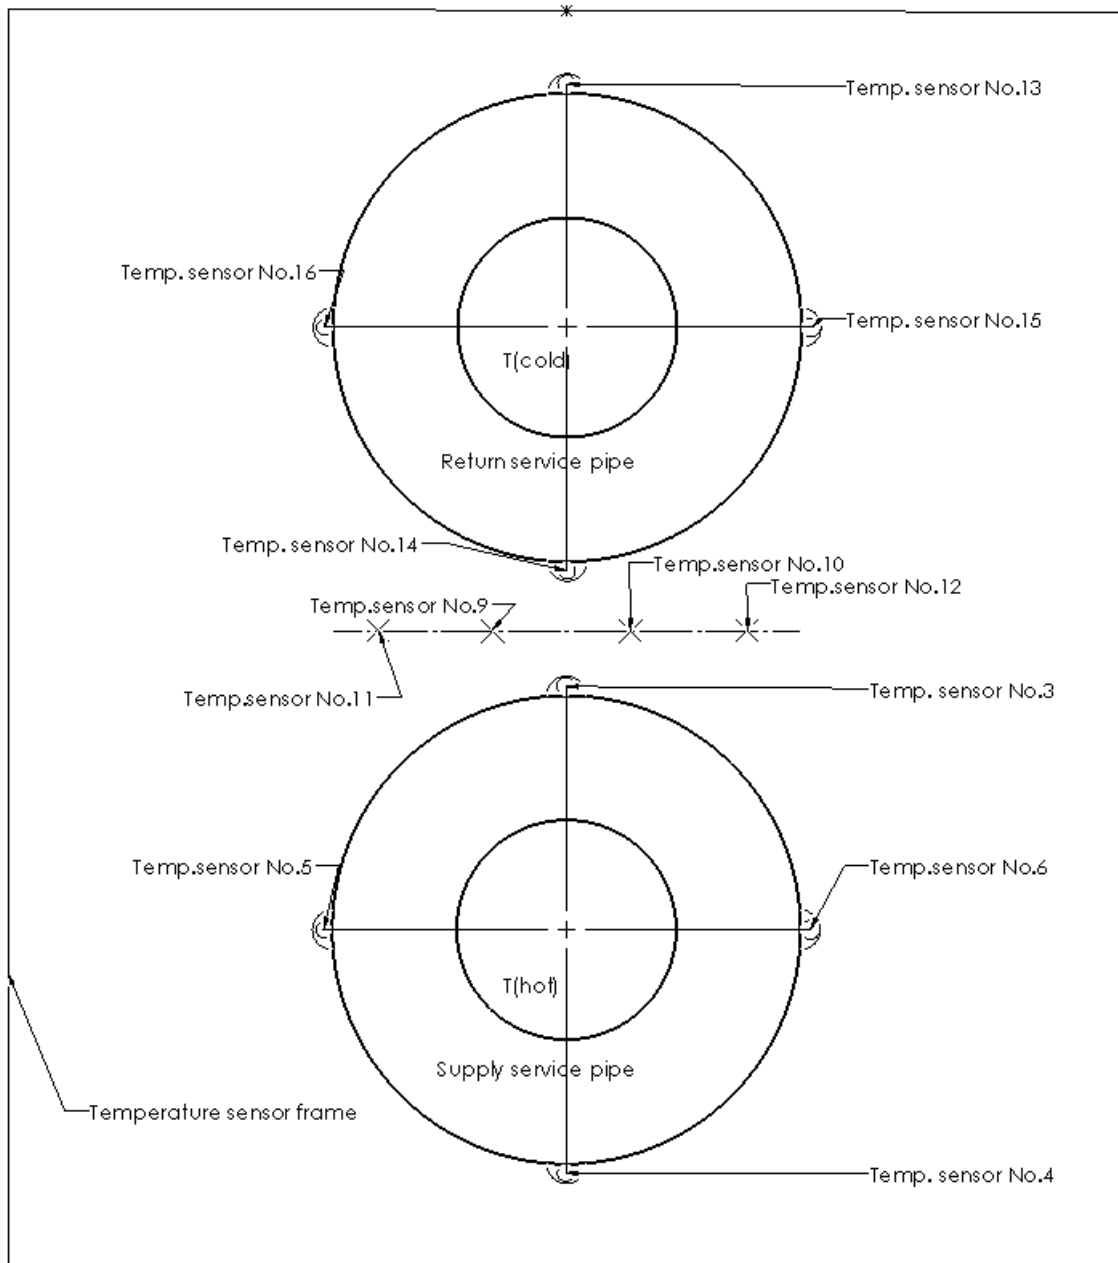 Temp. sensor No.13
Temp. sensor No.16
Temp. sensor No.15
T(cold)
Return service pipe
Temp. sensor No.14
Temp.sensor No.10
Temp.sensor No.12
Temp.sensor No.9
Temp.sensor No.11
Temp. sensor No.3
Temp.sensor No.5
Temp.sensor No.6
T(hot)
Supply service pipe
Temperature sensor frame
Temp. sensor No.4